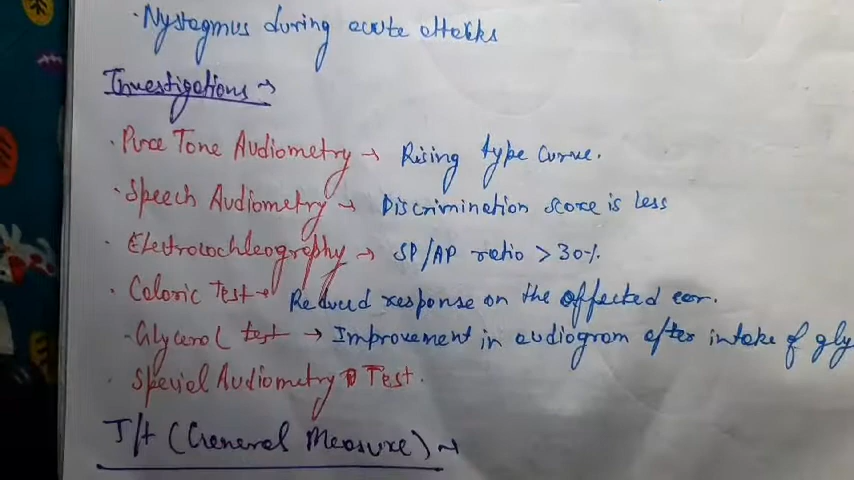 · Nystagmus during acute attacks
Investigations →
· Pure Tone Audiometry → Rising type curve.
· Speech Audiometry → Discrimination score is less
· Electrocochleography → SP/AP ratio > 30%.
· Caloric Test → Reduced response on the affected ear.
· Glycerol test → Improvement in audiogram after intake of gly
· Special Audiometry Test.
T/t (General Measure) →